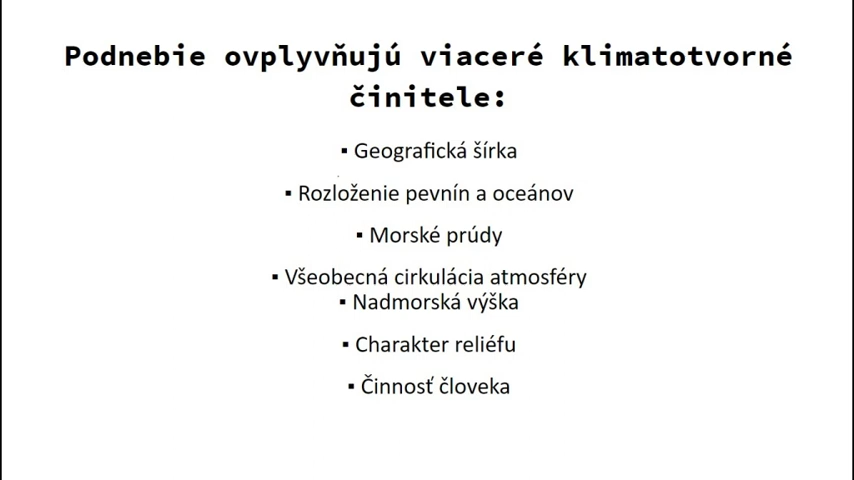 Podnebie ovplyvňujú viaceré klimatotvorné
činitele:
▪ Geografická šírka
▪ Rozloženie pevnín a oceánov
▪ Morské prúdy
▪ Všeobecná cirkulácia atmosféry
▪ Nadmorská výška
▪ Charakter reliéfu
▪ Činnosť človeka